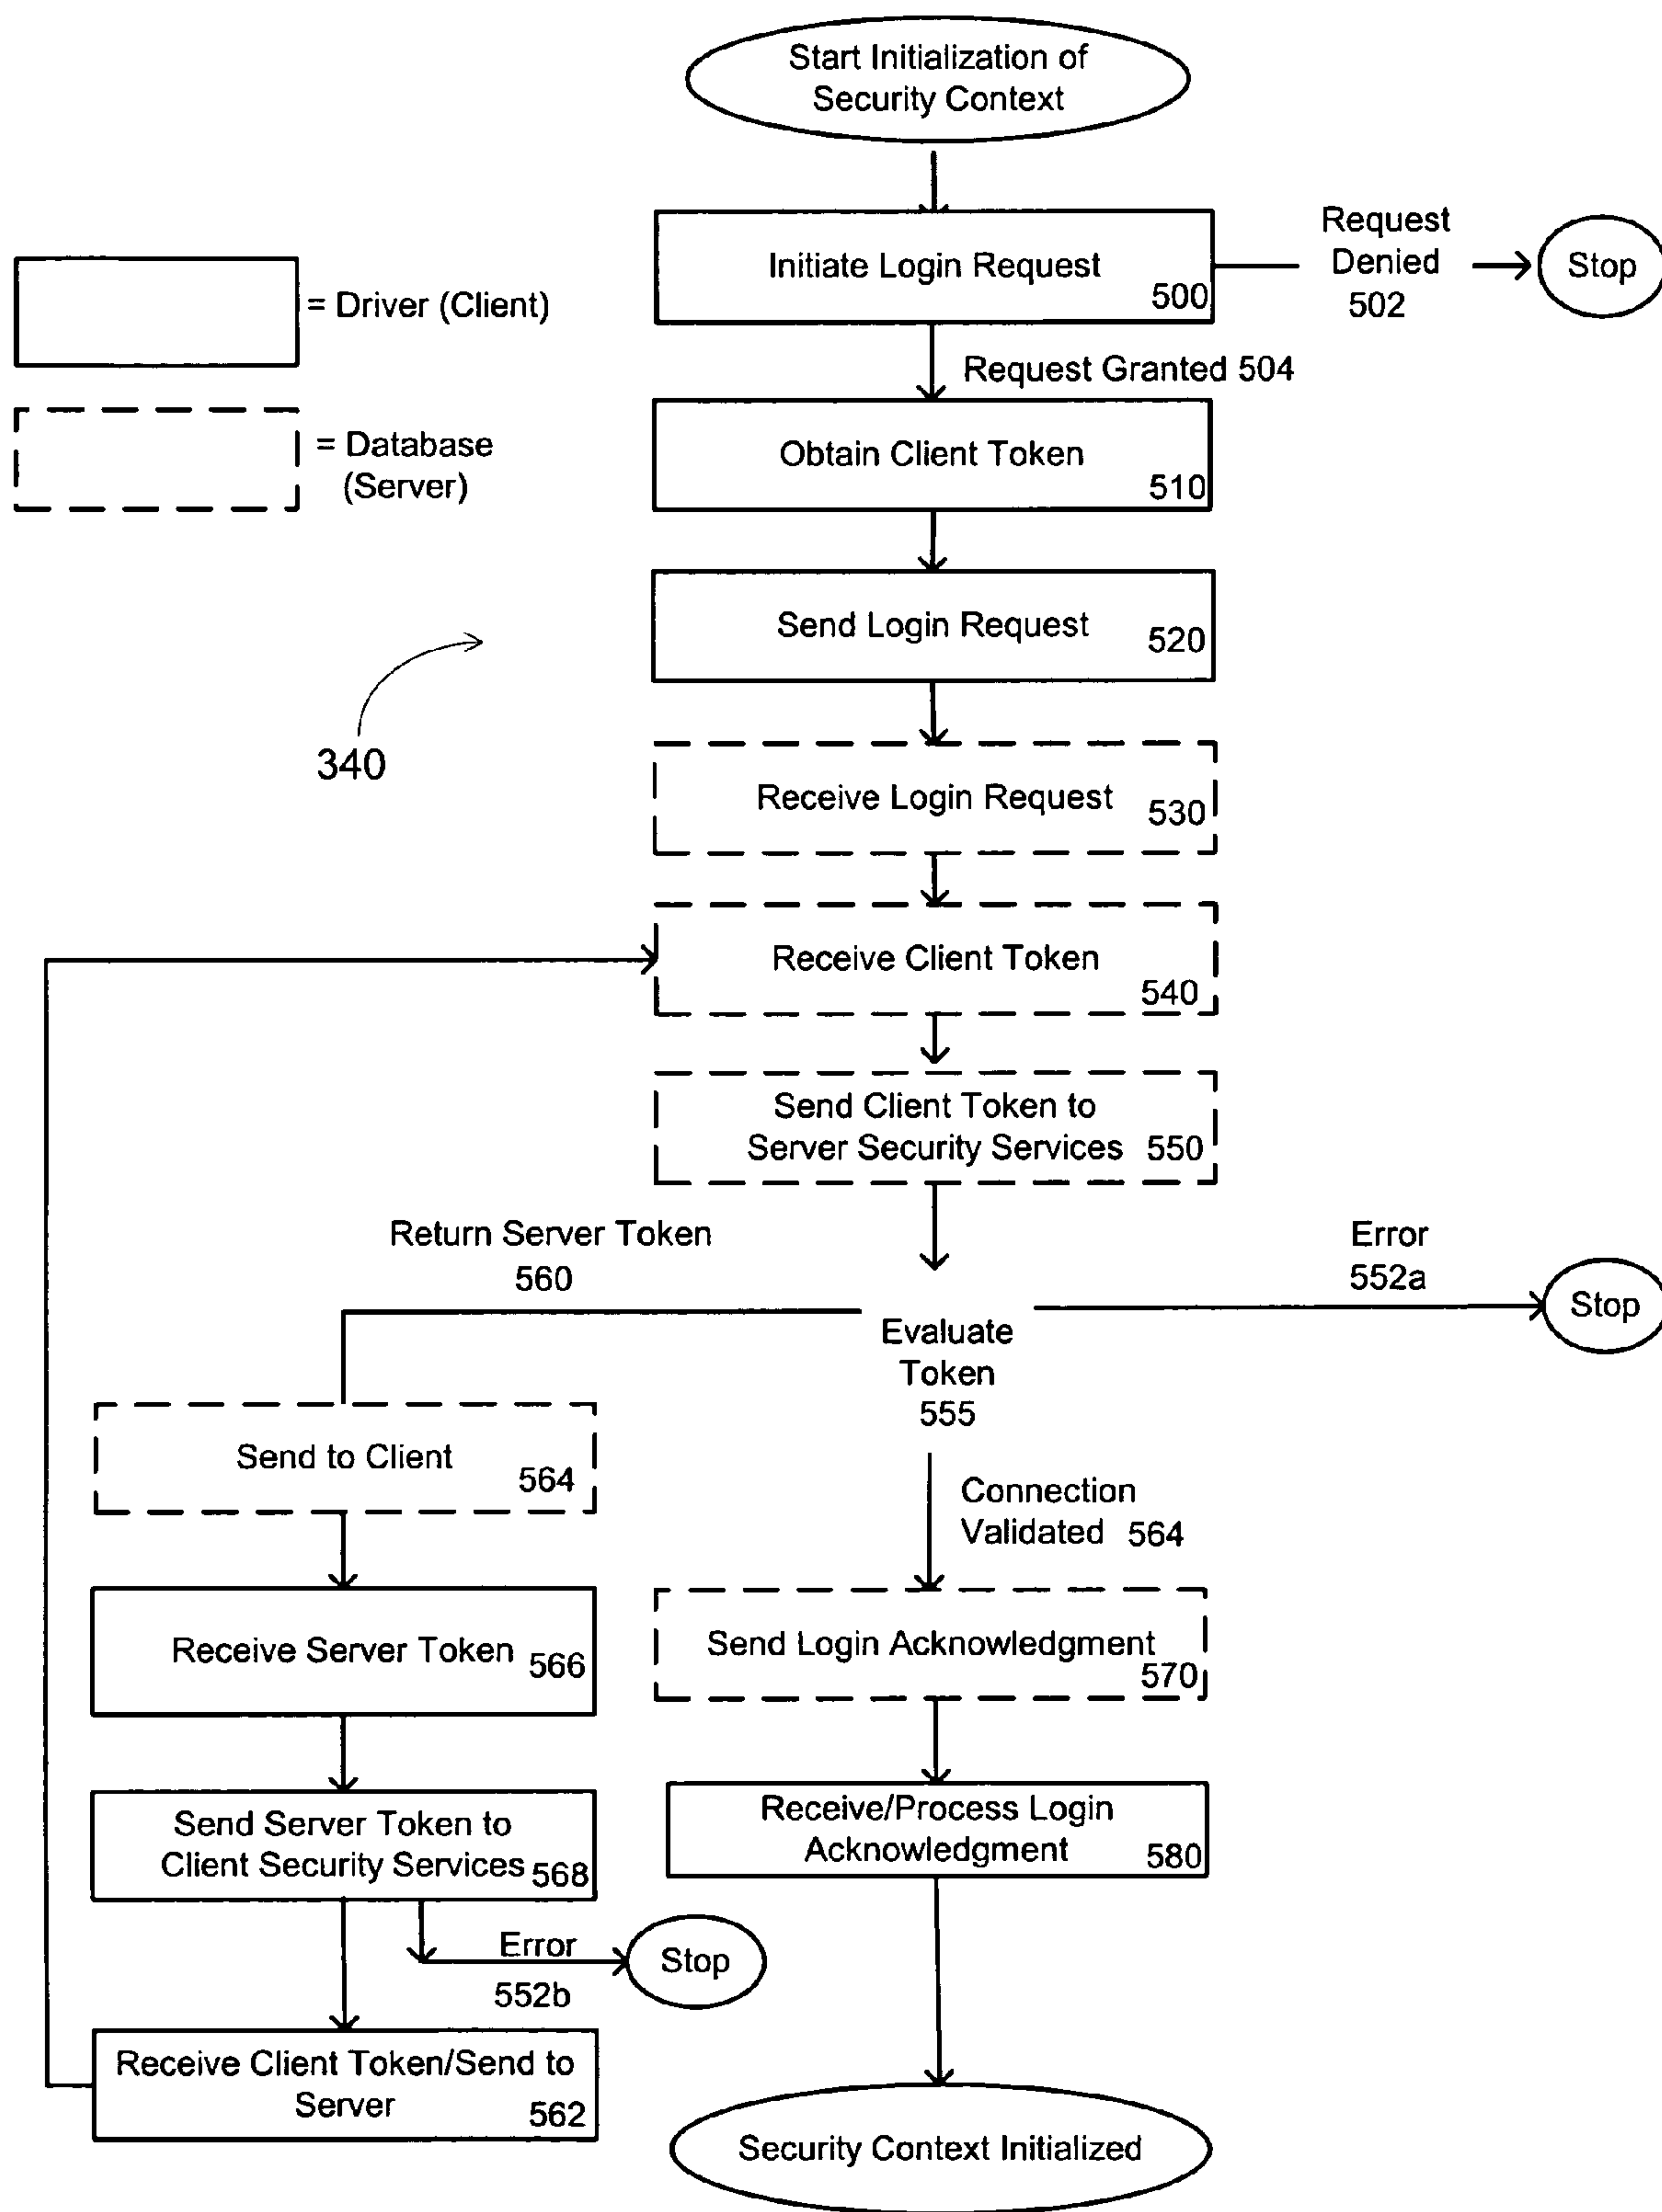 Start Initialization of
Security Context
Initiate Login Request
500
Request
Denied
502
Stop
= Driver (Client)
Request Granted 504
= Database
(Server)
Obtain Client Token
510
Send Login Request
520
340
Receive Login Request
530
Receive Client Token
540
Send Client Token to
Server Security Services 550
Return Server Token
560
Error
552a
Stop
Evaluate
Token
555
Send to Client
564
Connection
Validated 564
Receive Server Token 566
Send Login Acknowledgment
570
Send Server Token to
Client Security Services 568
Receive/Process Login
Acknowledgment 580
Error
552b
Stop
Receive Client Token/Send to
Server 562
Security Context Initialized